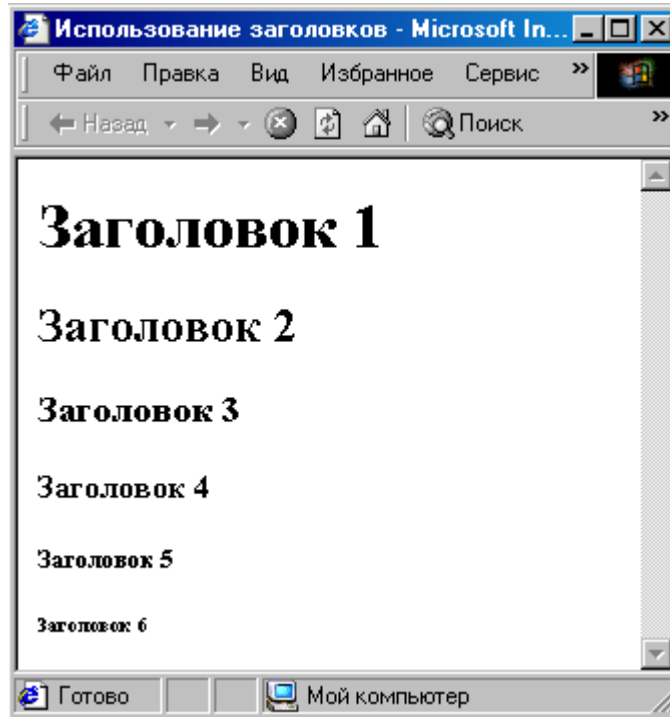 Использование заголовков - Microsoft In...
Файл Правка Вид Избранное Сервис »
Назад Поиск »
Заголовок 1
Заголовок 2
Заголовок 3
Заголовок 4
Заголовок 5
Заголовок 6
Готово Мой компьютер